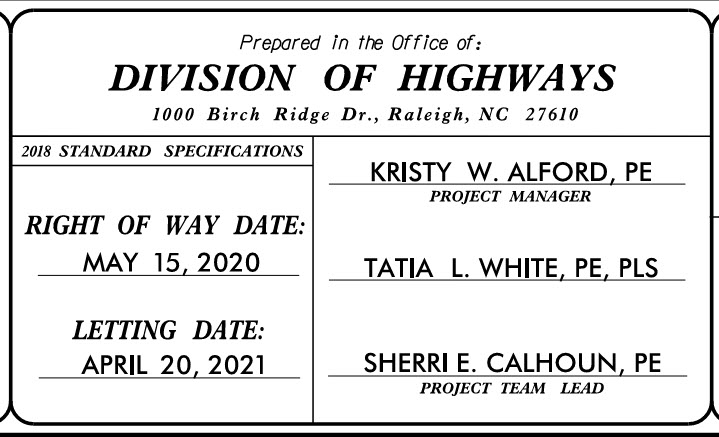 Prepared in the Office of:
DIVISION OF HIGHWAYS
1000 Birch Ridge Dr., Raleigh, NC 27610
2018 STANDARD SPECIFICATIONS
RIGHT OF WAY DATE:
MAY 15, 2020
LETTING DATE:
APRIL 20, 2021
KRISTY W. ALFORD, PE
PROJECT MANAGER
TATIA L. WHITE, PE, PLS
SHERRI E. CALHOUN, PE
PROJECT TEAM LEAD